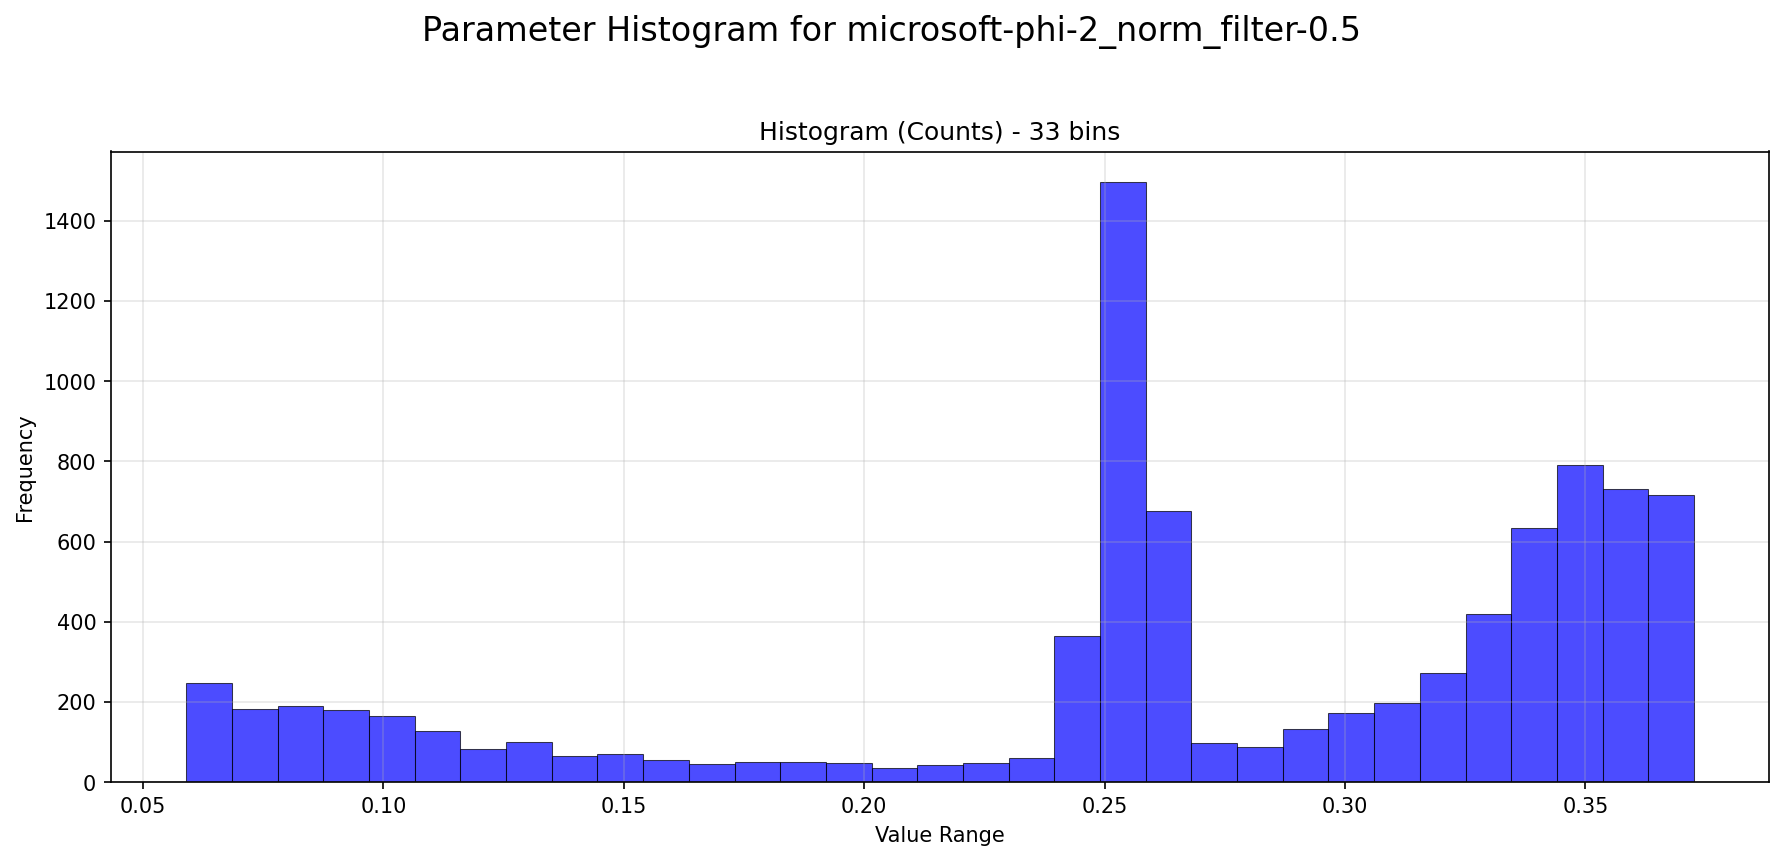 Parameter Histogram for microsoft-phi-2_norm_filter-0.5
Histogram (Counts) - 33 bins
1400
1200
1000
800
600
400
200
0
Frequency
0.05 0.10 0.15 0.20 0.25 0.30 0.35
Value Range